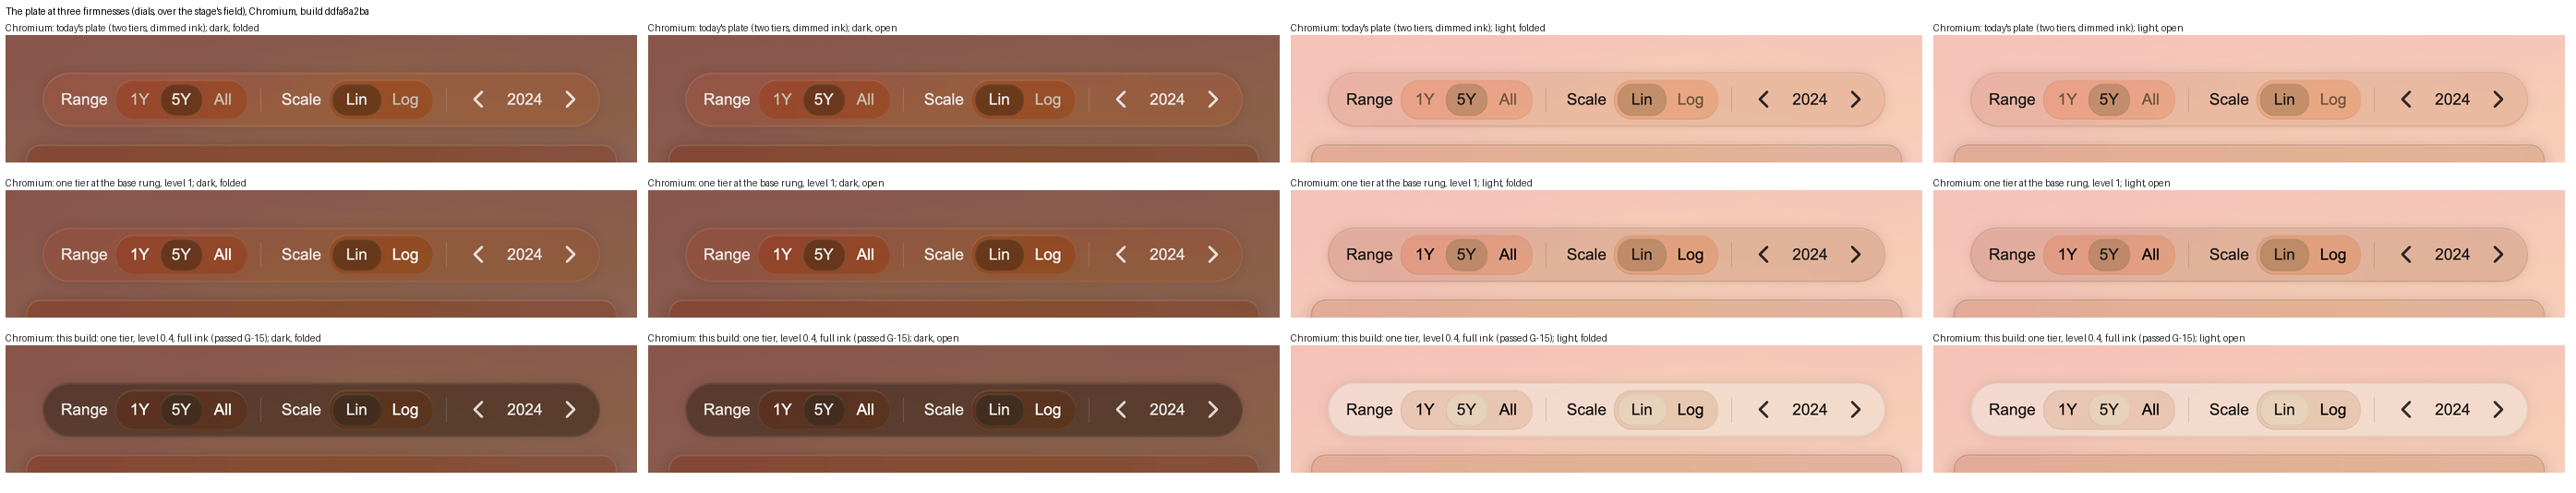 The plate at three firmnesses (dials, over the stage's field), Chromium, build ddfa8a2ba
Chromium: today's plate (two tiers, dimmed ink); dark, folded
Chromium: today's plate (two tiers, dimmed ink); dark, open
Chromium: today's plate (two tiers, dimmed ink); light, folded
Chromium: today's plate (two tiers, dimmed ink); light, open
Range 1Y 5Y All Scale Lin Log 2024
Range 1Y 5Y All Scale Lin Log 2024
Range 1Y 5Y All Scale Lin Log 2024
Range 1Y 5Y All Scale Lin Log 2024
Chromium: one tier at the base rung, level 1; dark, folded
Chromium: one tier at the base rung, level 1; dark, open
Chromium: one tier at the base rung, level 1; light, folded
Chromium: one tier at the base rung, level 1; light, open
Range 1Y 5Y All Scale Lin Log 2024
Range 1Y 5Y All Scale Lin Log 2024
Range 1Y 5Y All Scale Lin Log 2024
Range 1Y 5Y All Scale Lin Log 2024
Chromium: this build: one tier, level 0.4, full ink (passed G-15); dark, folded
Chromium: this build: one tier, level 0.4, full ink (passed G-15); dark, open
Chromium: this build: one tier, level 0.4, full ink (passed G-15); light, folded
Chromium: this build: one tier, level 0.4, full ink (passed G-15); light, open
Range 1Y 5Y All Scale Lin Log 2024
Range 1Y 5Y All Scale Lin Log 2024
Range 1Y 5Y All Scale Lin Log 2024
Range 1Y 5Y All Scale Lin Log 2024